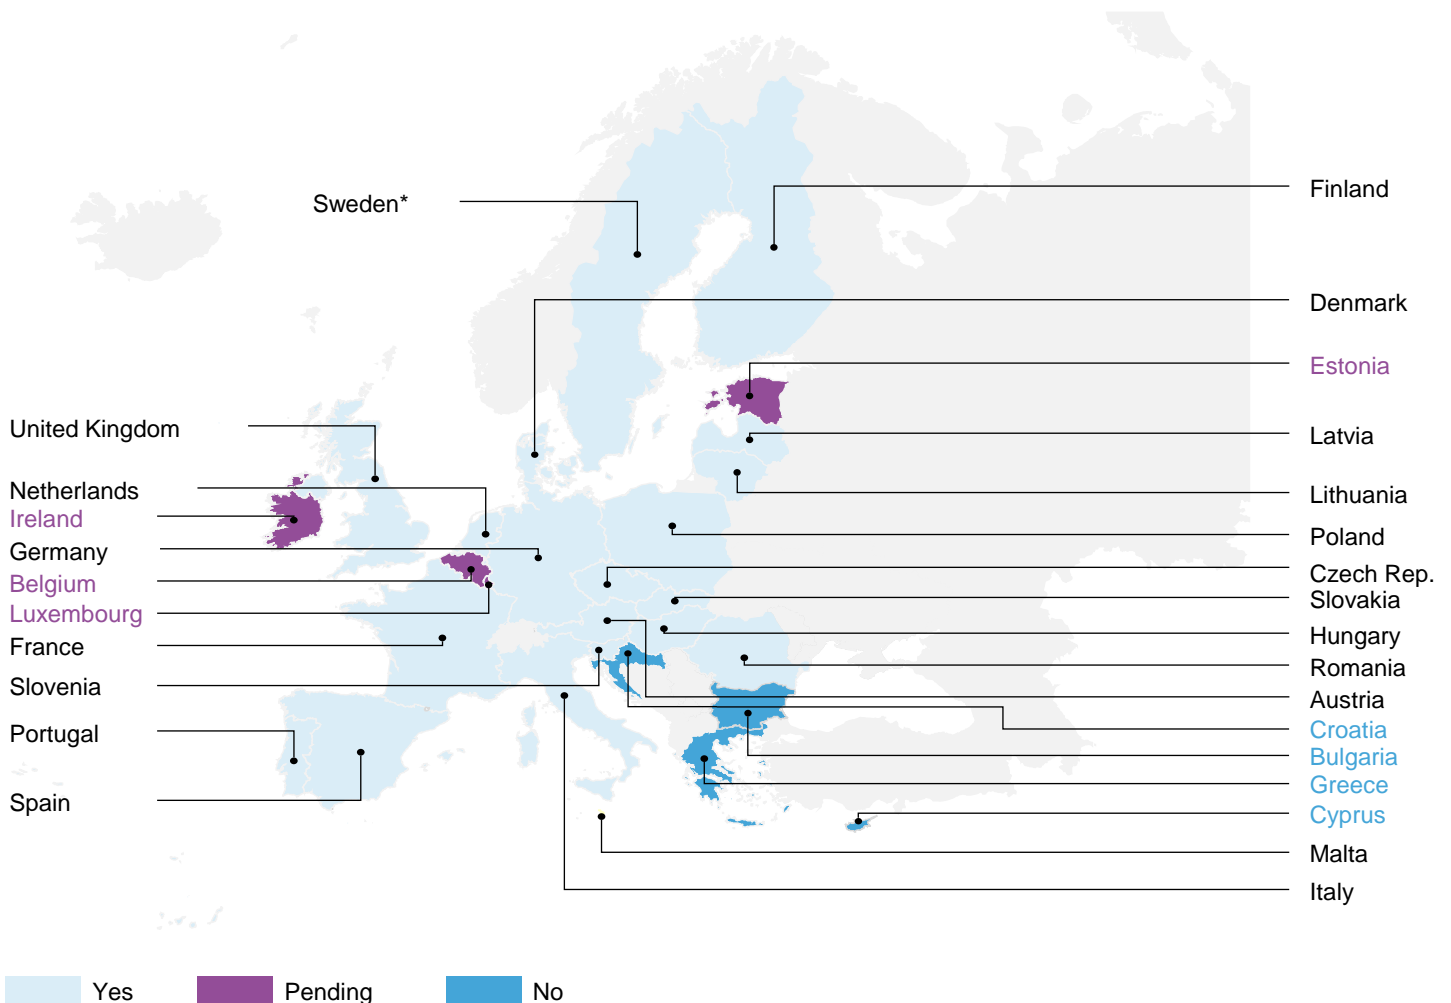 Sweden*
Finland
Denmark
Estonia
United Kingdom
Latvia
Netherlands
Lithuania
Ireland
Poland
Germany
Czech Rep.
Belgium
Slovakia
Luxembourg
Hungary
France
Romania
Slovenia
Austria
Portugal
Croatia
Bulgaria
Greece
Spain
Cyprus
Malta
Italy
Yes
Pending
No